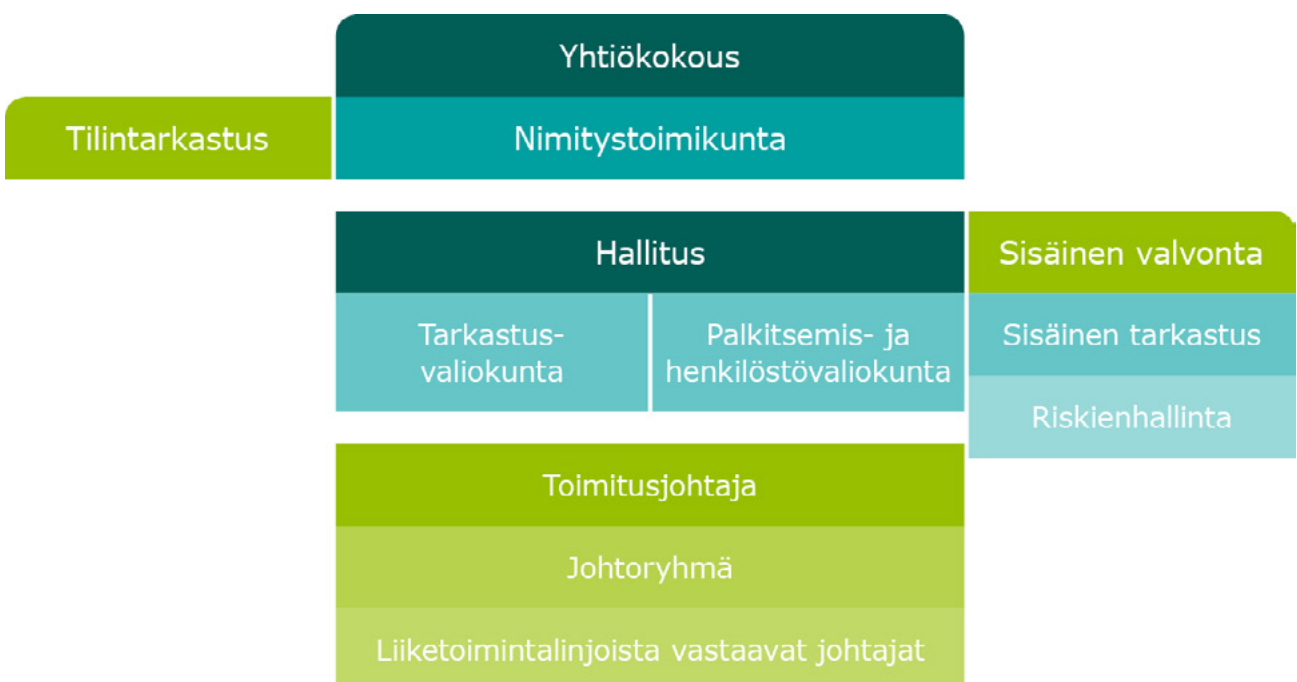 Yhtiökokous
Tilintarkastus
Nimitystoimikunta
Hallitus
Sisäinen valvonta
Tarkastus-
valiokunta
Palkitsemis- ja
henkilöstövaliokunta
Sisäinen tarkastus
Riskienhallinta
Toimitusjohtaja
Johtoryhmä
Liiketoimintalinjoista vastaavat johtajat